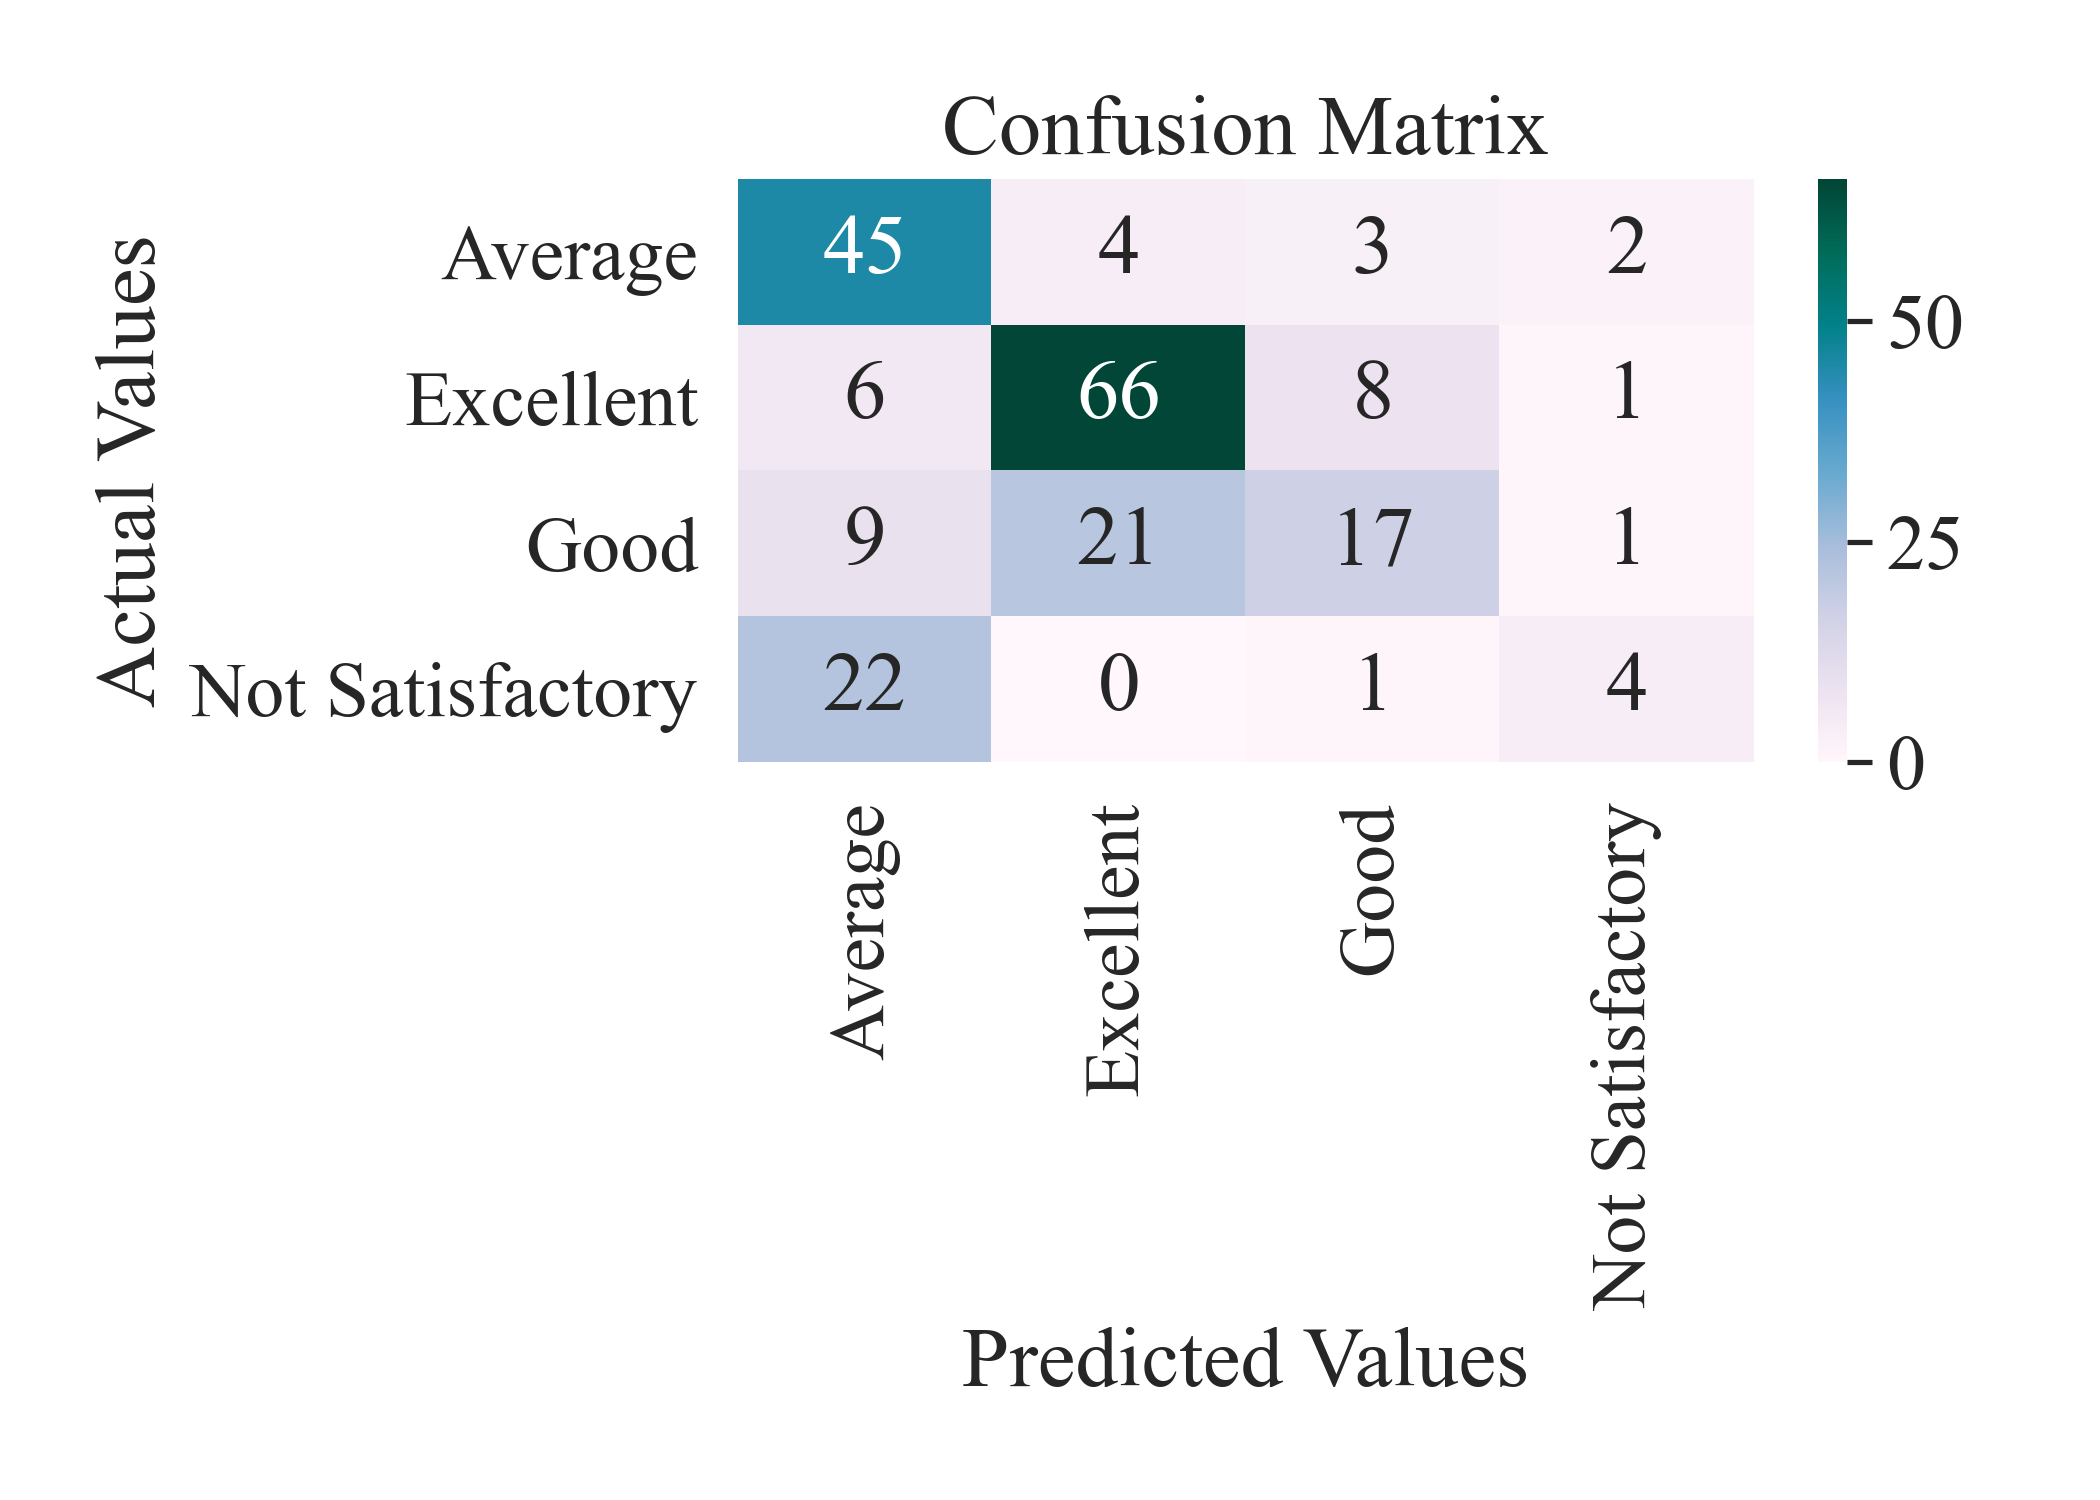 Confusion Matrix
Actual Values
Average 45 4 3 2
Excellent 6 66 8 1
Good 9 21 17 1
Not Satisfactory 22 0 1 4
50
25
0
Average
Excellent
Good
Not Satisfactory
Predicted Values